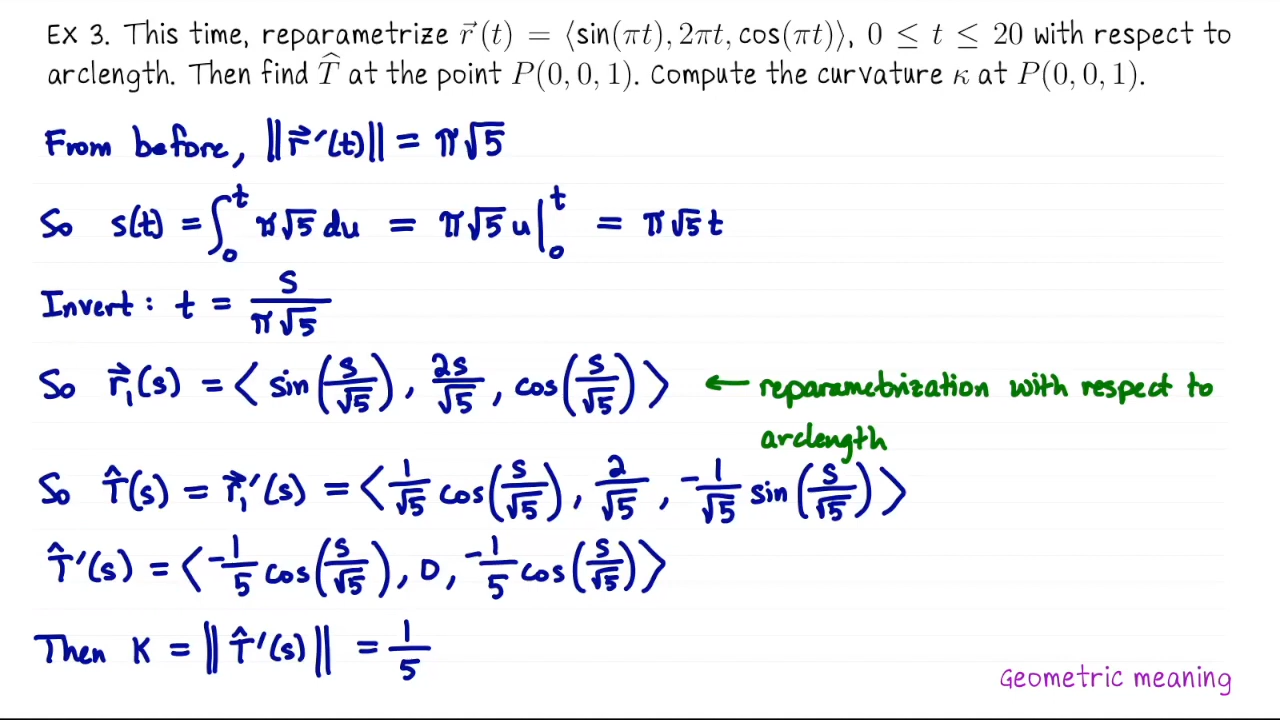 Ex 3. This time, reparametrize r⃗(t) = ⟨sin(πt), 2πt, cos(πt)⟩, 0 ≤ t ≤ 20 with respect to
arclength. Then find T̂ at the point P(0, 0, 1). Compute the curvature κ at P(0, 0, 1).
From before, ||r⃗′(t)|| = π√5
So s(t) = ∫₀ᵗ π√5 du = π√5 u|₀ᵗ = π√5 t
Invert: t = s/(π√5)
So r⃗₁(s) = ⟨sin(s/√5), 2s/√5, cos(s/√5)⟩ ← reparametrization with respect to
arclength
So T̂(s) = r⃗₁′(s) = ⟨1/√5 cos(s/√5), 2/√5, -1/√5 sin(s/√5)⟩
T̂′(s) = ⟨-1/5 cos(s/√5), 0, -1/5 cos(s/√5)⟩
Then K = ||T̂′(s)|| = 1/5
Geometric meaning